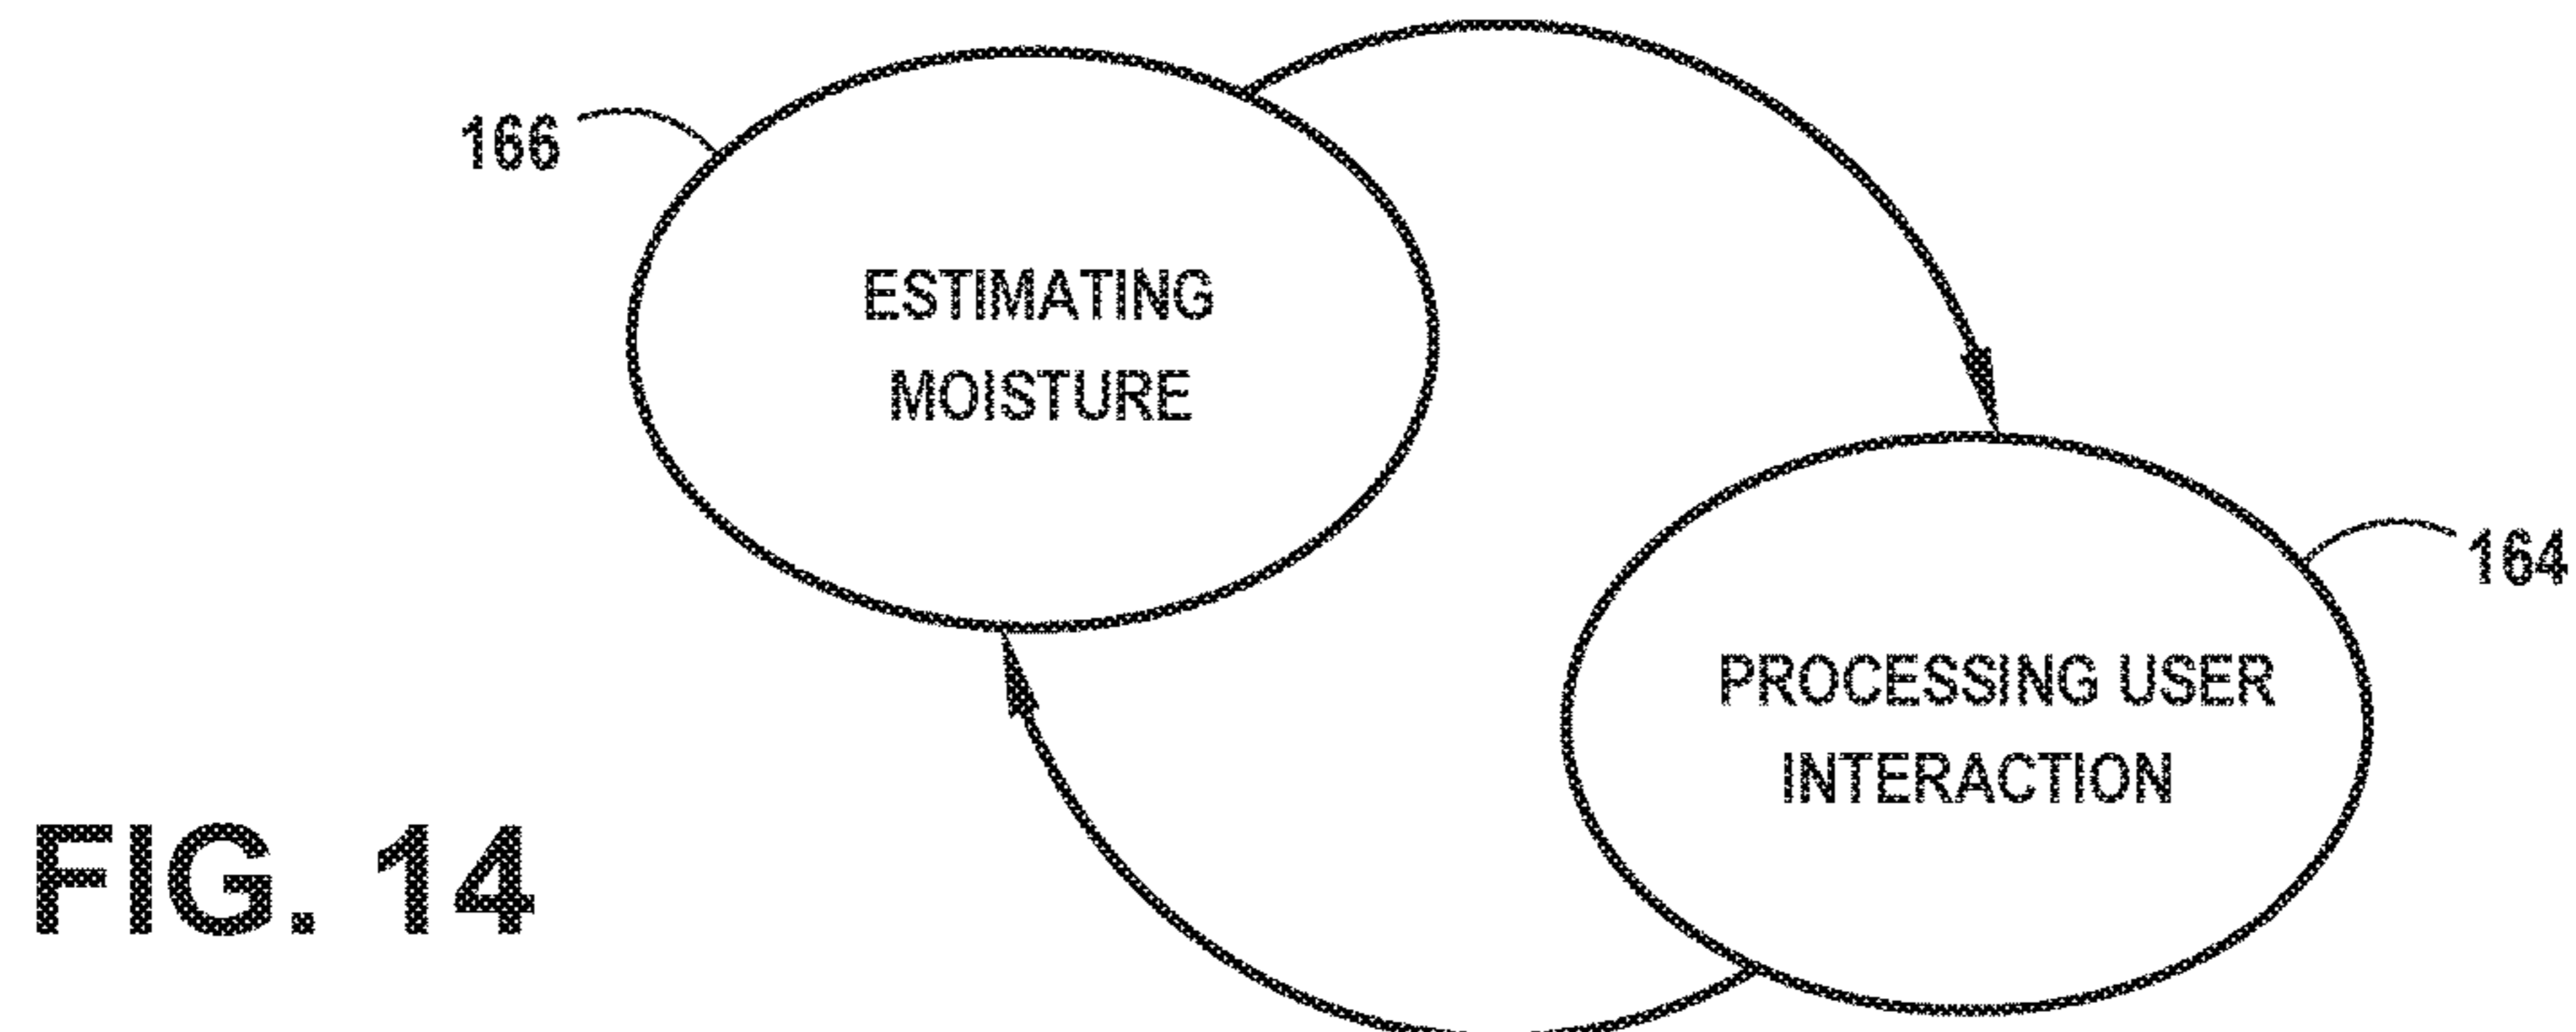 166
ESTIMATING
MOISTURE
164
PROCESSING USER
INTERACTION
FIG. 14